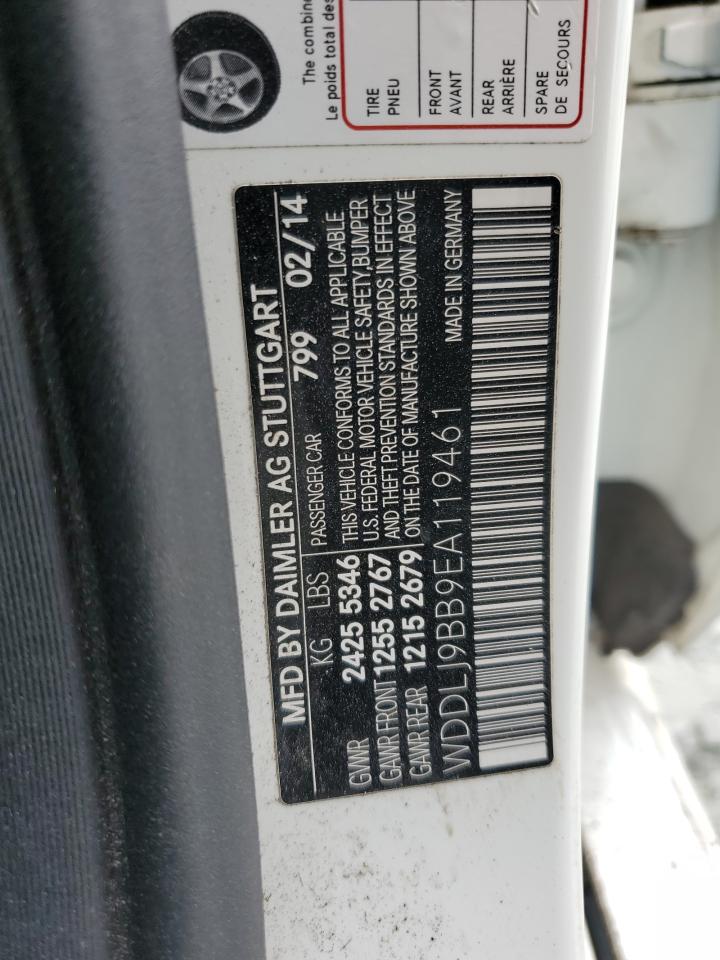 The combine
Le poids total des
TIRE
PNEU
FRONT
AVANT
REAR
ARRIÈRE
SPARE
DE SECOURS
MFD BY DAIMLER AG STUTTGART
KG LBS PASSENGER CAR 799 02/14
GVWR 2425 5346
GAWR FRONT 1255 2767
GAWR REAR 1215 2679
THIS VEHICLE CONFORMS TO ALL APPLICABLE
U.S. FEDERAL MOTOR VEHICLE SAFETY,BUMPER
AND THEFT PREVENTION STANDARDS IN EFFECT
ON THE DATE OF MANUFACTURE SHOWN ABOVE
WDDLJ9BB9EA119461 MADE IN GERMANY